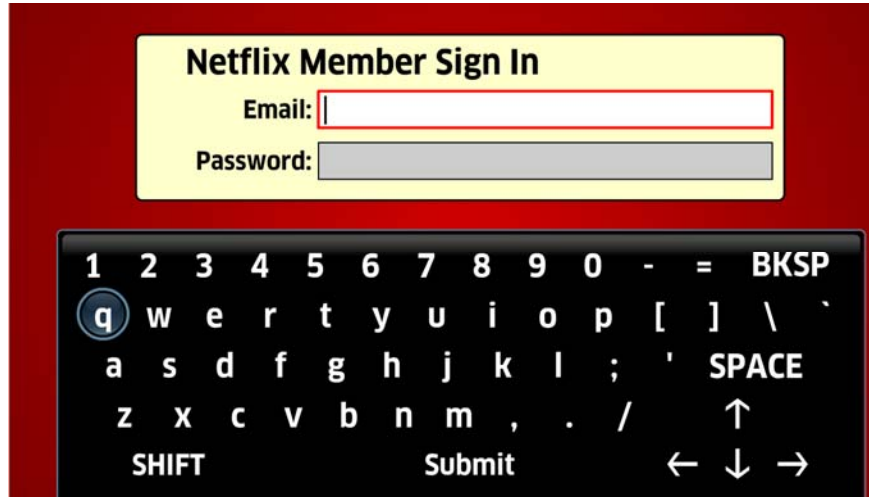 Netflix Member Sign In
Email:
Password:
1 2 3 4 5 6 7 8 9 0 - = BKSP
q w e r t y u i o p [ ] \ `
a s d f g h j k l ; ' SPACE
z x c v b n m , . / ↑
SHIFT Submit ← ↓ →